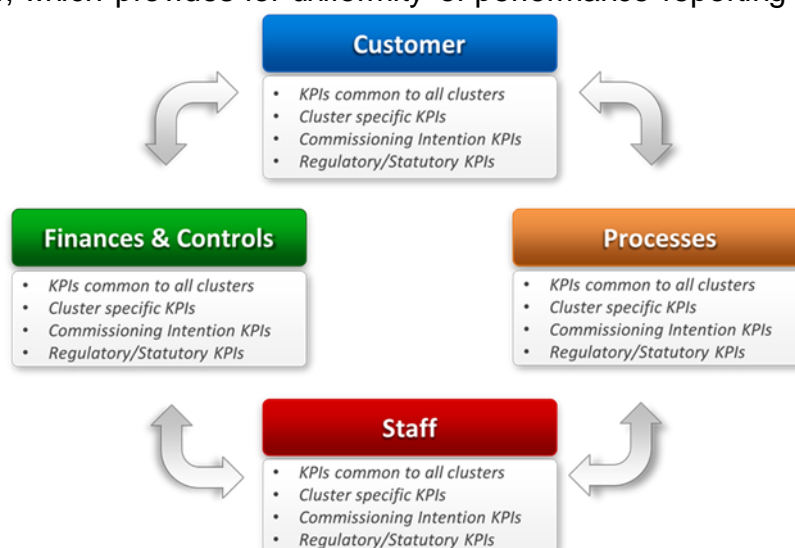 which provides for uniformity of performance reporting
Customer
• KPIs common to all clusters
• Cluster specific KPIs
• Commissioning Intention KPIs
• Regulatory/Statutory KPIs
Finances & Controls
• KPIs common to all clusters
• Cluster specific KPIs
• Commissioning Intention KPIs
• Regulatory/Statutory KPIs
Processes
• KPIs common to all clusters
• Cluster specific KPIs
• Commissioning Intention KPIs
• Regulatory/Statutory KPIs
Staff
• KPIs common to all clusters
• Cluster specific KPIs
• Commissioning Intention KPIs
• Regulatory/Statutory KPIs